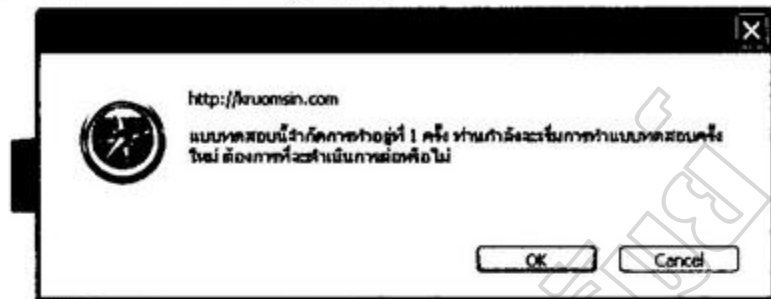 http://kruomsin.com
แบบทดสอบนี้จำกัดการทำอยู่ที่ 1 ครั้ง ท่านกำลังจะเริ่มการทำแบบทดสอบครั้ง
ใหม่ ต้องการที่จะดำเนินการต่อหรือไม่
OK
Cancel